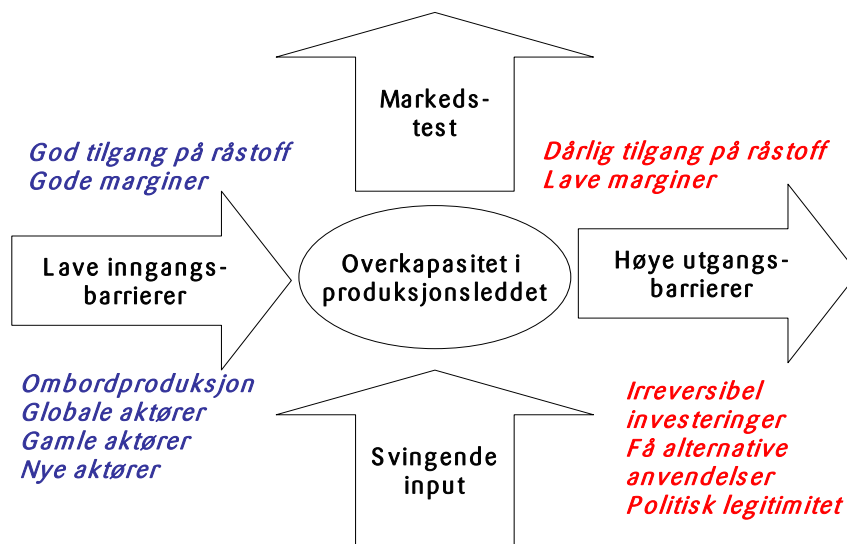 Markeds-
test
God tilgang på råstoff
Gode marginer
Dårlig tilgang på råstoff
Lave marginer
Lave inngangs-
barrierer
Overkapasitet i
produksjonsleddet
Høye utgangs-
barrierer
Ombordproduksjon
Globale aktører
Gamle aktører
Nye aktører
Svingende
input
Irreversibel
investeringer
Få alternative
anvendelser
Politisk legitimitet